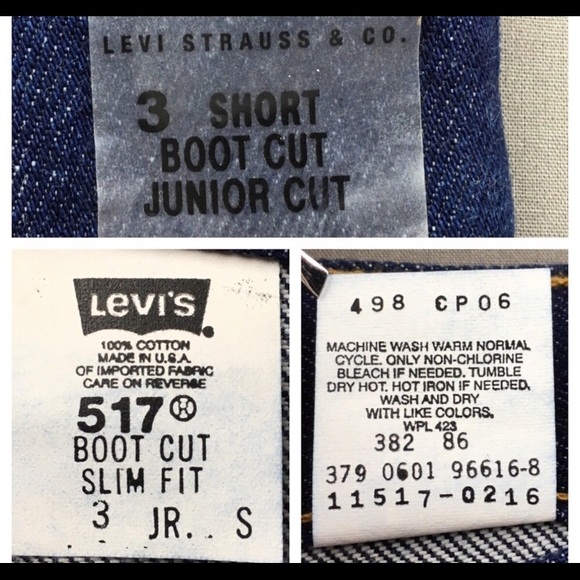 LEVI STRAUSS & CO.
3 SHORT
BOOT CUT
JUNIOR CUT
LEVI'S
100% COTTON
MADE IN U.S.A.
OF IMPORTED FABRIC
CARE ON REVERSE
517
BOOT CUT
SLIM FIT
3 JR. S
498 CP06
MACHINE WASH WARM NORMAL
CYCLE. ONLY NON-CHLORINE
BLEACH IF NEEDED. TUMBLE
DRY HOT. HOT IRON IF NEEDED.
WASH AND DRY
WITH LIKE COLORS.
WPL 423
382 86
379 0601 96616-8
11517-0216